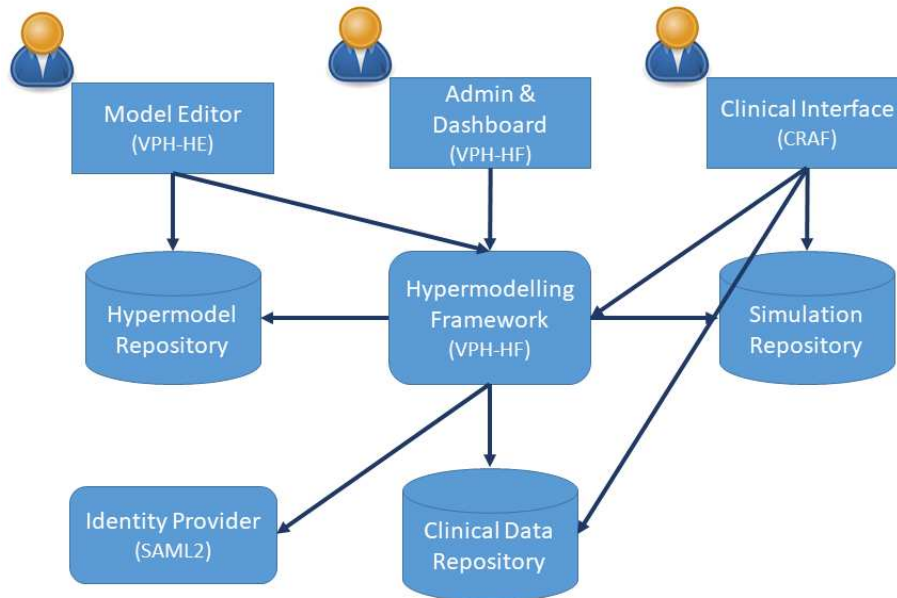 Model Editor
(VPH-HE)
Admin &
Dashboard
(VPH-HF)
Clinical Interface
(CRAF)
Hypermodel
Repository
Hypermodelling
Framework
(VPH-HF)
Simulation
Repository
Identity Provider
(SAML2)
Clinical Data
Repository